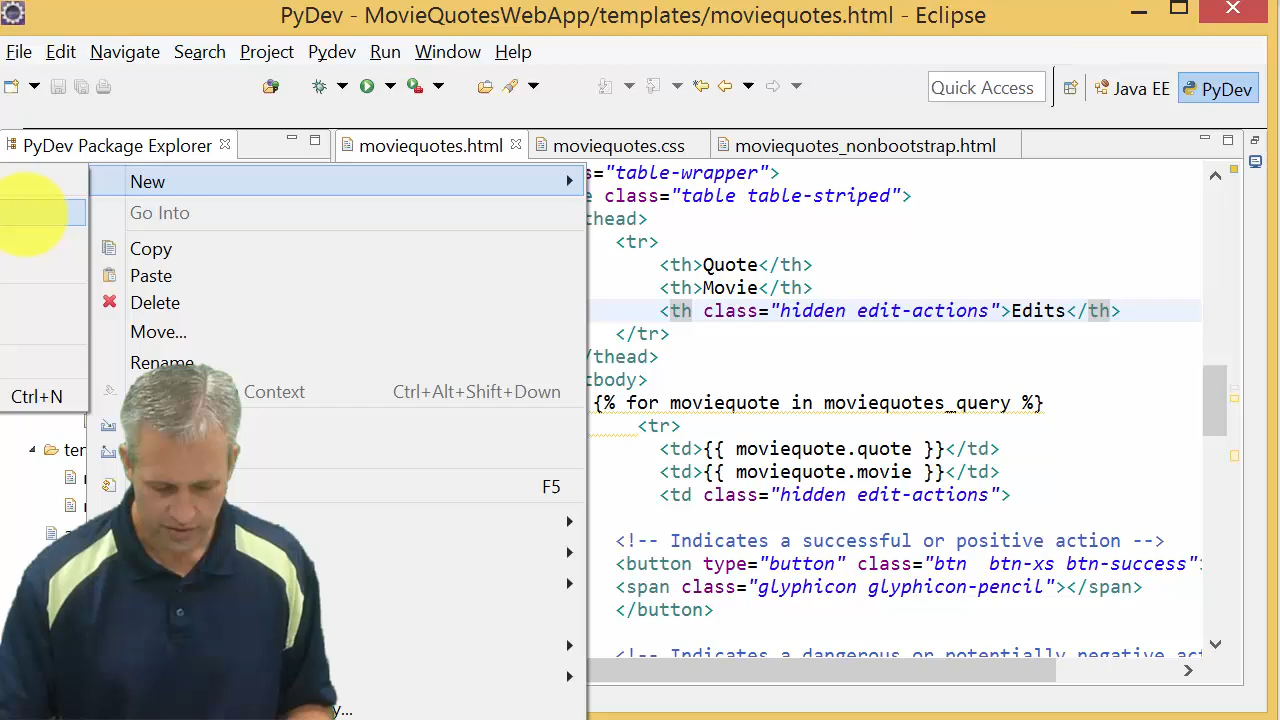 PyDev - MovieQuotesWebApp/templates/moviequotes.html - Eclipse
File Edit Navigate Search Project Pydev Run Window Help
Quick Access
Java EE
PyDev
PyDev Package Explorer
moviequotes.html
moviequotes.css
moviequotes_nonbootstrap.html
New
Go Into
Copy
Paste
Delete
Move...
Rename
Context Ctrl+Alt+Shift+Down
F5
y...
Ctrl+N
ter
="table-wrapper">
e class="table table-striped">
head>
<tr>
<th>Quote</th>
<th>Movie</th>
<th class="hidden edit-actions">Edits</th>
</tr>
/thead>
tbody>
{% for moviequote in moviequotes_query %}
<tr>
<td>{{ moviequote.quote }}</td>
<td>{{ moviequote.movie }}</td>
<td class="hidden edit-actions">
<!-- Indicates a successful or positive action -->
<button type="button" class="btn  btn-xs btn-success"
<span class="glyphicon glyphicon-pencil"></span>
</button>
<!-- Indicates a dangerous or potentially negative ac